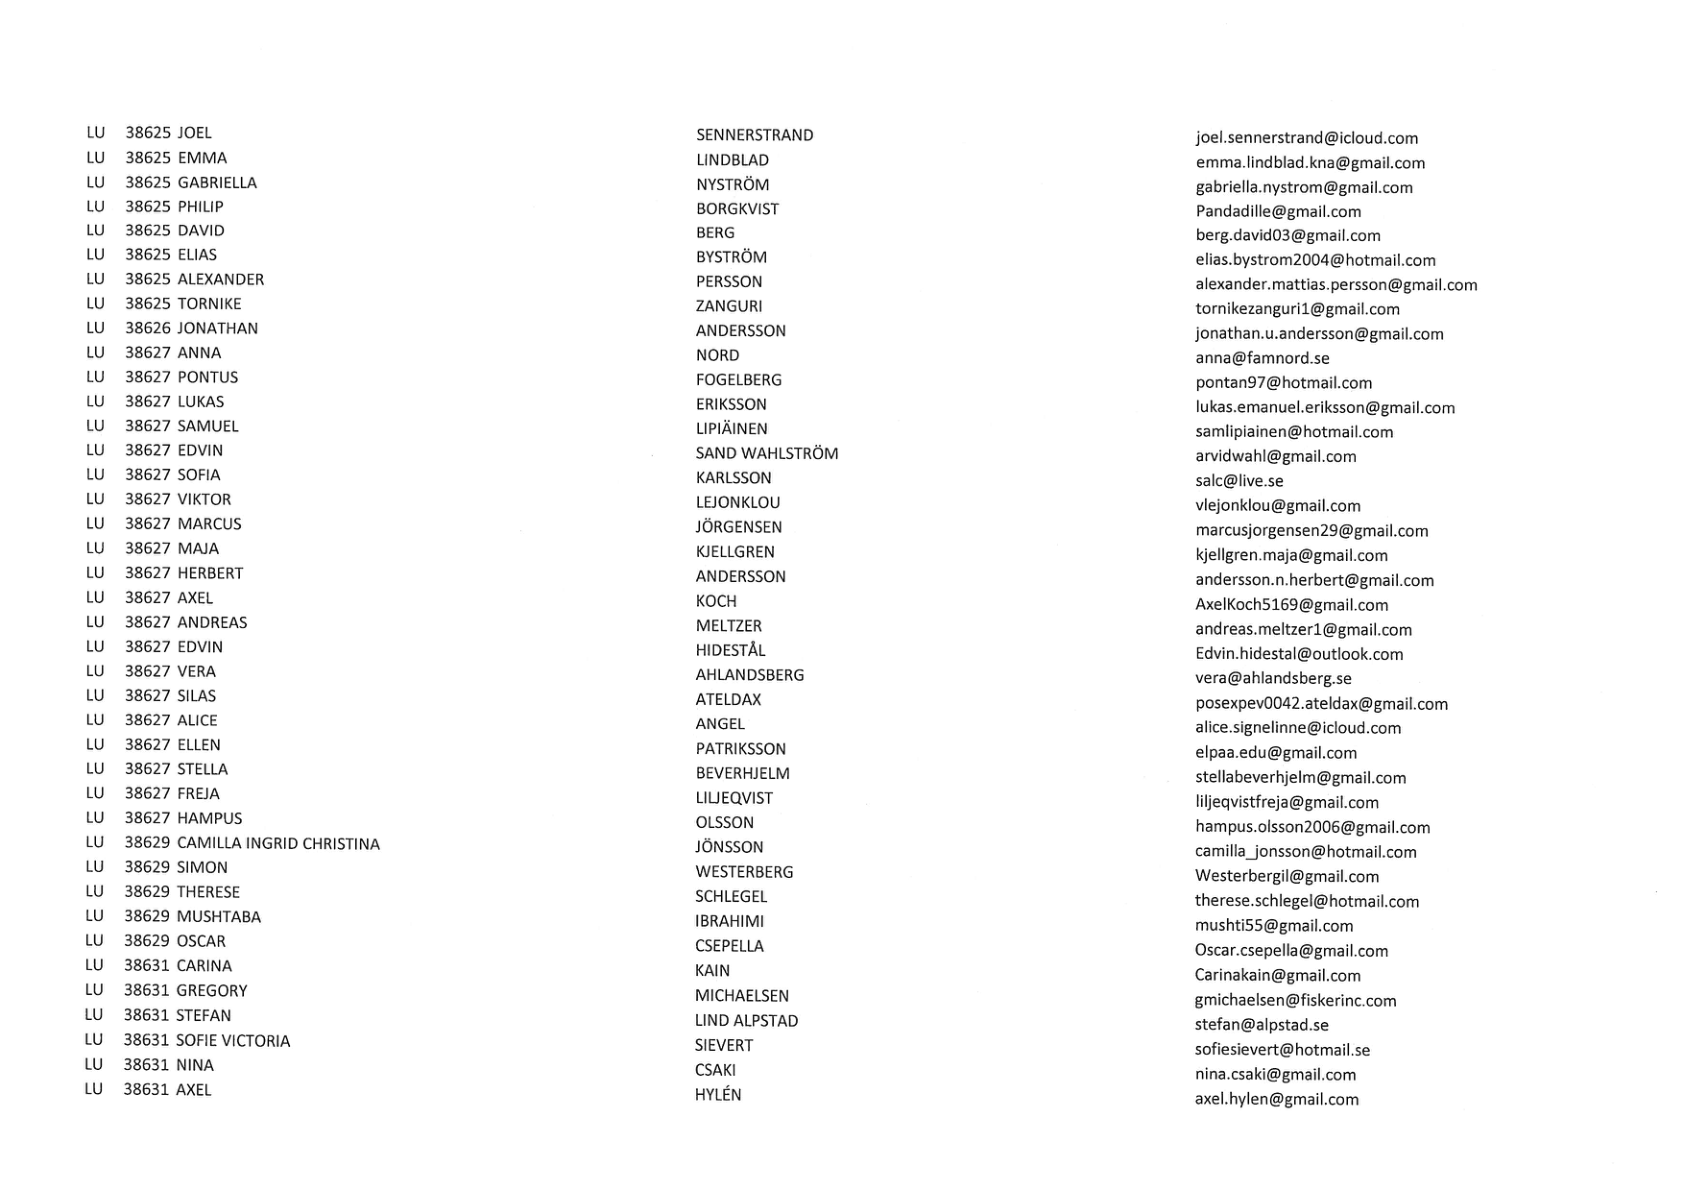 LU 38625 JOEL SENNERSTRAND joel.sennerstrand@icloud.com
LU 38625 EMMA LINDBLAD emma.lindblad.kna@gmail.com
LU 38625 GABRIELLA NYSTRÖM gabriella.nystrom@gmail.com
LU 38625 PHILIP BORGKVIST Pandadille@gmail.com
LU 38625 DAVID BERG berg.david03@gmail.com
LU 38625 ELIAS BYSTRÖM elias.bystrom2004@hotmail.com
LU 38625 ALEXANDER PERSSON alexander.mattias.persson@gmail.com
LU 38625 TORNIKE ZANGURI tornikezanguri1@gmail.com
LU 38626 JONATHAN ANDERSSON jonathan.u.andersson@gmail.com
LU 38627 ANNA NORD anna@famnord.se
LU 38627 PONTUS FOGELBERG pontan97@hotmail.com
LU 38627 LUKAS ERIKSSON lukas.emanuel.eriksson@gmail.com
LU 38627 SAMUEL LIPIÄINEN samlipiainen@hotmail.com
LU 38627 EDVIN SAND WAHLSTRÖM arvidwahl@gmail.com
LU 38627 SOFIA KARLSSON salc@live.se
LU 38627 VIKTOR LEJONKLOU vlejonklou@gmail.com
LU 38627 MARCUS JÖRGENSEN marcusjorgensen29@gmail.com
LU 38627 MAJA KJELLGREN kjellgren.maja@gmail.com
LU 38627 HERBERT ANDERSSON andersson.n.herbert@gmail.com
LU 38627 AXEL KOCH AxelKoch5169@gmail.com
LU 38627 ANDREAS MELTZER andreas.meltzer1@gmail.com
LU 38627 EDVIN HIDESTÅL Edvin.hidestal@outlook.com
LU 38627 VERA AHLANDSBERG vera@ahlandsberg.se
LU 38627 SILAS ATELDAX posexpev0042.ateldax@gmail.com
LU 38627 ALICE ANGEL alice.signelinne@icloud.com
LU 38627 ELLEN PATRIKSSON elpaa.edu@gmail.com
LU 38627 STELLA BEVERHJELM stellabeverhjelm@gmail.com
LU 38627 FREJA LILJEQVIST liljeqvistfreja@gmail.com
LU 38627 HAMPUS OLSSON hampus.olsson2006@gmail.com
LU 38629 CAMILLA INGRID CHRISTINA JÖNSSON camilla_jonsson@hotmail.com
LU 38629 SIMON WESTERBERG Westerbergil@gmail.com
LU 38629 THERESE SCHLEGEL therese.schlegel@hotmail.com
LU 38629 MUSHTABA IBRAHIMI mushti55@gmail.com
LU 38629 OSCAR CSEPELLA Oscar.csepella@gmail.com
LU 38631 CARINA KAIN Carinakain@gmail.com
LU 38631 GREGORY MICHAELSEN gmichaelsen@fiskerinc.com
LU 38631 STEFAN LIND ALPSTAD stefan@alpstad.se
LU 38631 SOFIE VICTORIA SIEVERT sofiesievert@hotmail.se
LU 38631 NINA CSAKI nina.csaki@gmail.com
LU 38631 AXEL HYLÉN axel.hylen@gmail.com